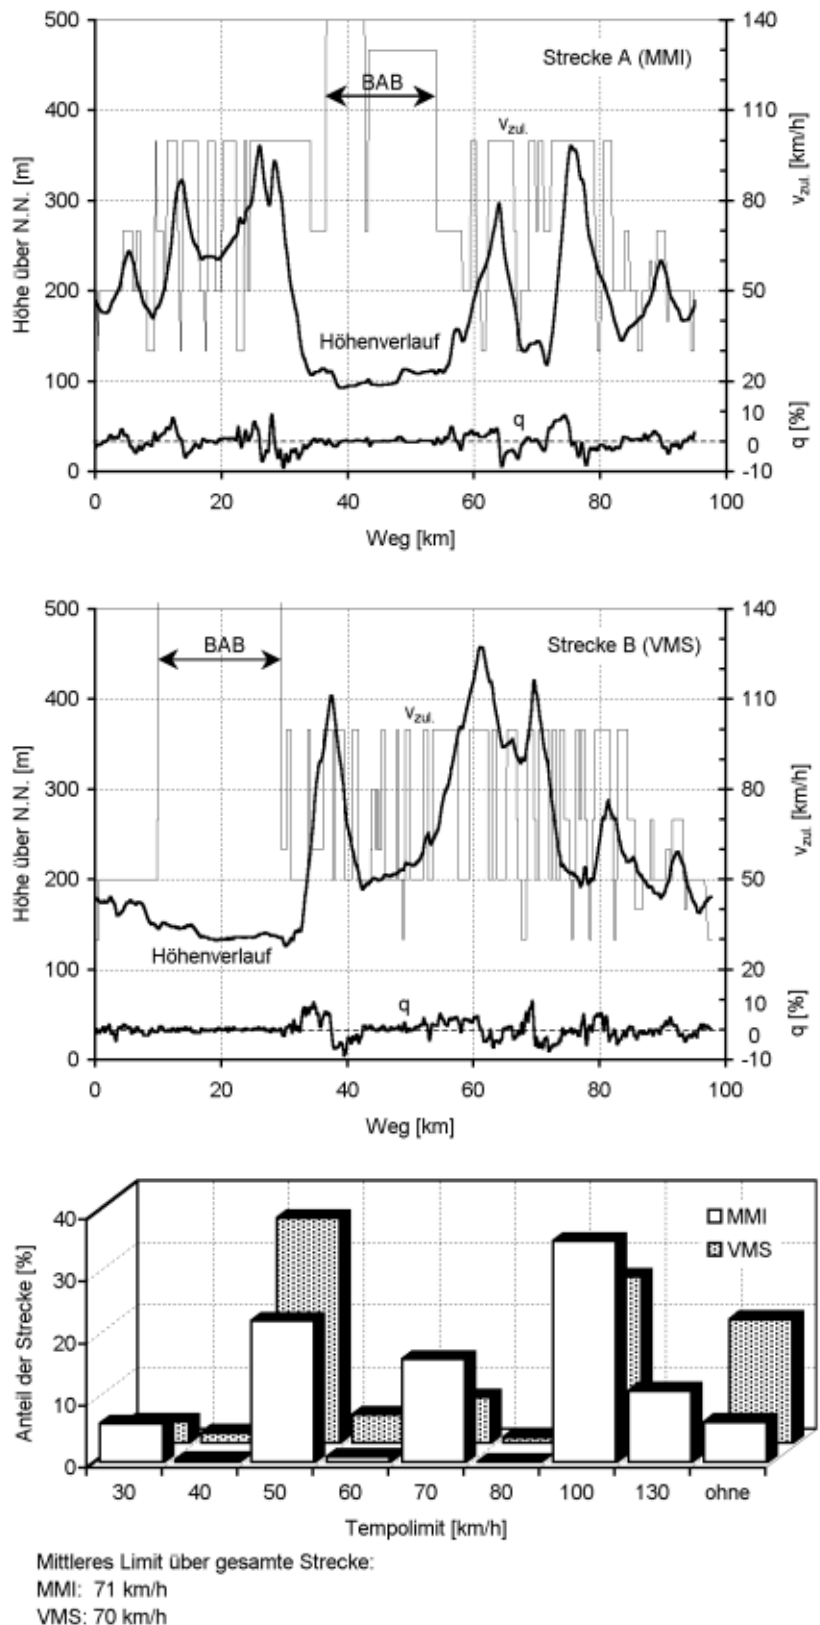 500
400
300
200
100
0
Höhe über N.N. [m]
140
110
80
50
20
10
0
-10
v_zul. [km/h]
q [%]
Strecke A (MMI)
BAB
v_zul.
Höhenverlauf
q
0 20 40 60 80 100
Weg [km]
500
400
300
200
100
0
Höhe über N.N. [m]
140
110
80
50
20
10
0
-10
v_zul. [km/h]
q [%]
BAB
Strecke B (VMS)
v_zul.
Höhenverlauf
q
0 20 40 60 80 100
Weg [km]
40
30
20
10
0
Anteil der Strecke [%]
MMI
VMS
30 40 50 60 70 80 100 130 ohne
Tempolimit [km/h]
Mittleres Limit über gesamte Strecke:
MMI: 71 km/h
VMS: 70 km/h